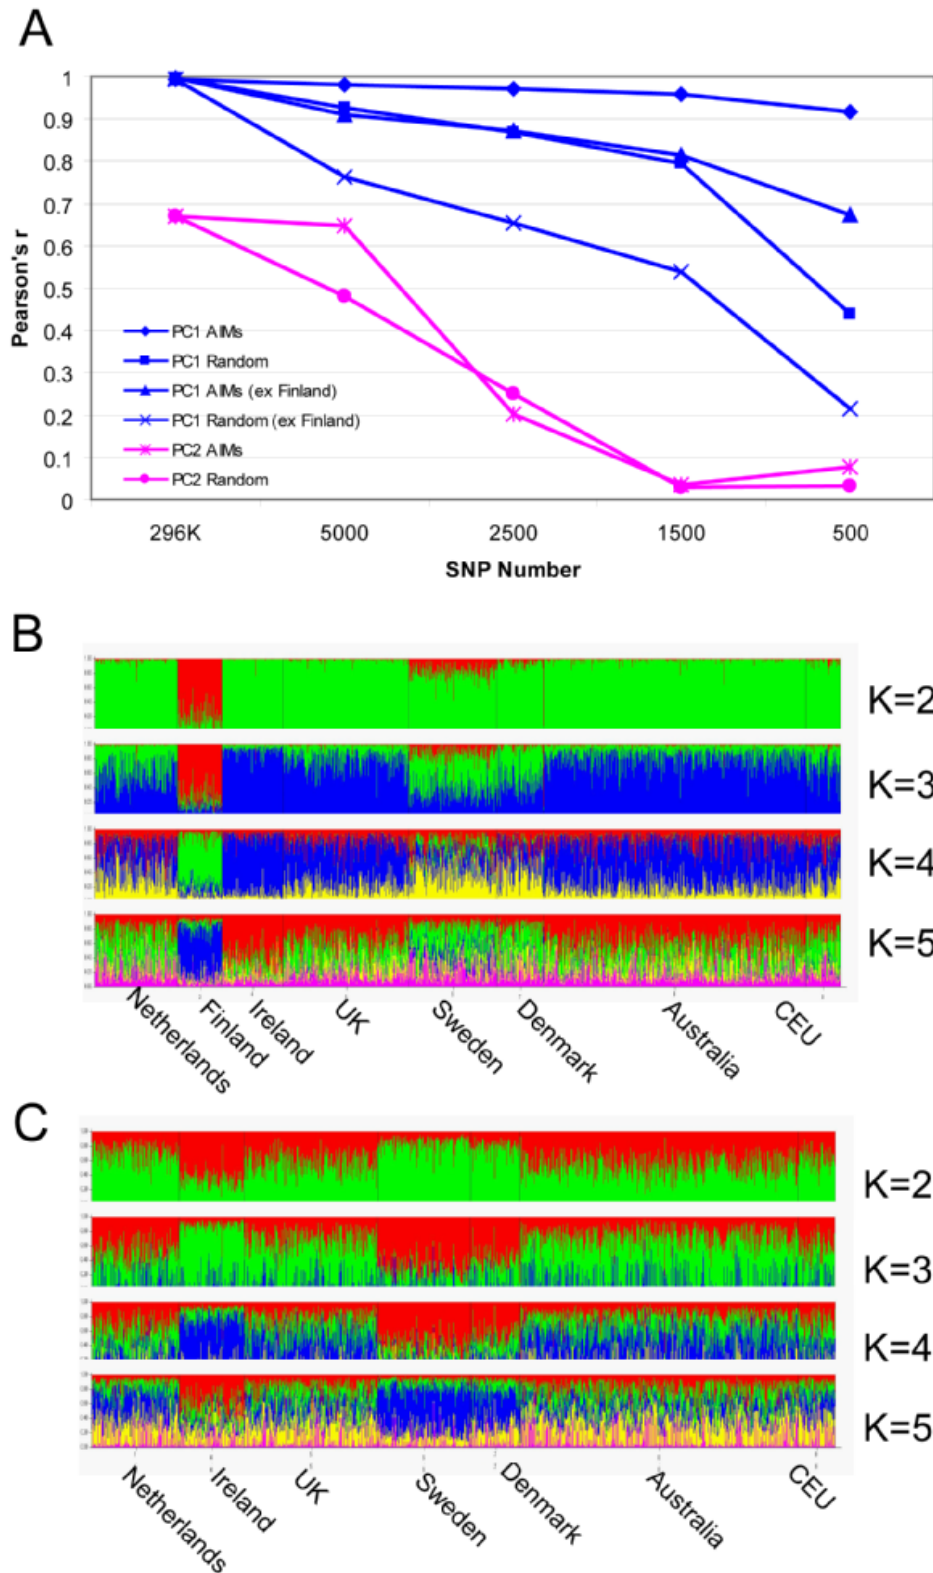 A
1
0.9
0.8
0.7
0.6
0.5
0.4
0.3
0.2
0.1
0
Pearson's r
PC1 AIMs
PC1 Random
PC1 AIMs (ex Finland)
PC1 Random (ex Finland)
PC2 AIMs
PC2 Random
296K 5000 2500 1500 500
SNP Number
B
K=2
K=3
K=4
K=5
Netherlands Finland Ireland UK Sweden Denmark Australia CEU
C
K=2
K=3
K=4
K=5
Netherlands Ireland UK Sweden Denmark Australia CEU